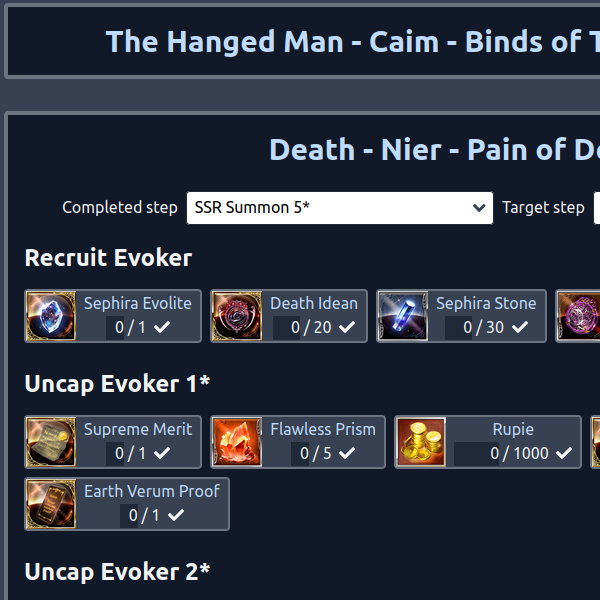 The Hanged Man - Caim - Binds of
Death - Nier - Pain of
Completed step SSR Summon 5* Target step
Recruit Evoker
Sephira Evolite Death Idean Sephira Stone
0 / 1 0 / 20 0 / 30
Uncap Evoker 1*
Supreme Merit Flawless Prism Rupie
0 / 1 0 / 5 0 / 1000
Earth Verum Proof
0 / 1
Uncap Evoker 2*